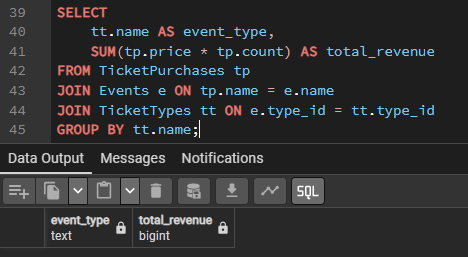 39 SELECT
40 tt.name AS event_type,
41 SUM(tp.price * tp.count) AS total_revenue
42 FROM TicketPurchases tp
43 JOIN Events e ON tp.name = e.name
44 JOIN TicketTypes tt ON e.type_id = tt.type_id
45 GROUP BY tt.name;
Data Output Messages Notifications
SQL
event_type total_revenue
text bigint